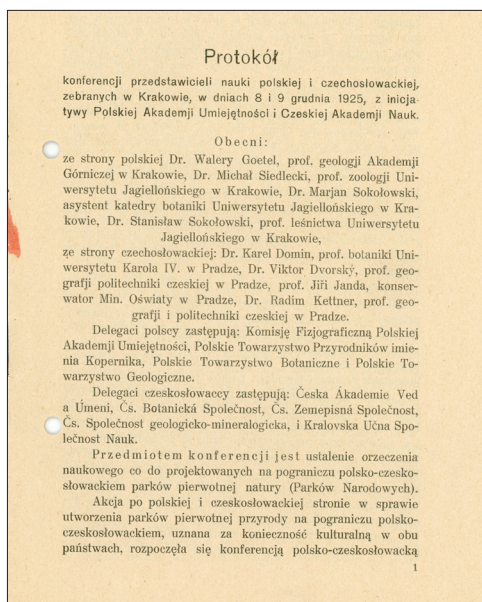 Protokół
konferencji przedstawicieli nauki polskiej i czechosłowackiej,
zebranych w Krakowie, w dniach 8 i 9 grudnia 1925, z inicja-
tywy Polskiej Akademji Umiejętności i Czeskiej Akademji Nauk.
Obecni:
ze strony polskiej Dr. Walery Goetel, prof. geologji Akademji
Górniczej w Krakowie, Dr. Michał Siedlecki, prof. zoologji Uni-
wersytetu Jagiellońskiego w Krakowie, Dr. Marjan Sokołowski,
asystent katedry botaniki Uniwersytetu Jagiellońskiego w Kra-
kowie, Dr. Stanisław Sokołowski, prof. leśnictwa Uniwersytetu
Jagiellońskiego w Krakowie,
ze strony czechosłowackiej: Dr. Karel Domin, prof. botaniki Uni-
wersytetu Karola IV. w Pradze, Dr. Viktor Dvorský, prof. geo-
grafji politechniki czeskiej w Pradze, prof. Jiři Janda, konser-
wator Min. Oświaty w Pradze, Dr. Radim Kettner, prof. geo-
grafji i politechniki czeskiej w Pradze.
Delegaci polscy zastępują: Komisję Fizjograficzną Polskiej
Akademji Umiejętności, Polskie Towarzystwo Przyrodników imie-
nia Kopernika, Polskie Towarzystwo Botaniczne i Polskie To-
warzystwo Geologiczne.
Delegaci czeskosłowaccy zastępują: Česka Akademie Ved
a Umeni, Čs. Botanická Společnost, Čs. Zemepisná Společnost,
Čs. Společnost geologicko-mineralogicka, i Kralovska Učna Spo-
lečnost Nauk.
Przedmiotem konferencji jest ustalenie orzeczenia
naukowego co do projektowanych na pograniczu polsko-czesko-
słowackiem parków pierwotnej natury (Parków Narodowych).
Akcja po polskiej i czeskosłowackiej stronie w sprawie
utworzenia parków pierwotnej przyrody na pograniczu polsko-
czeskosłowackiem, uznana za konieczność kulturalną w obu
państwach, rozpoczęła się konferencją polsko-czeskosłowacką
1